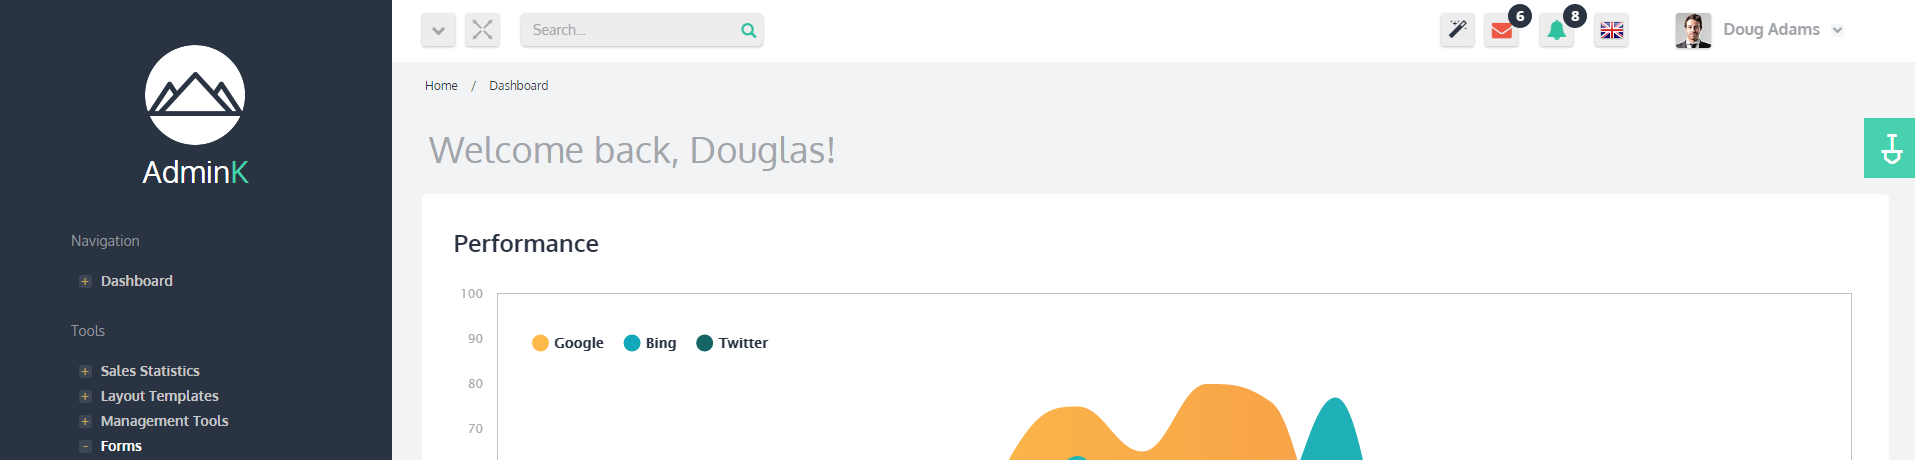 AdminK
Navigation
Dashboard
Tools
Sales Statistics
Layout Templates
Management Tools
Forms
Search...
6
8
Doug Adams
Home / Dashboard
Welcome back, Douglas!
Performance
100
90
80
70
Google Bing Twitter